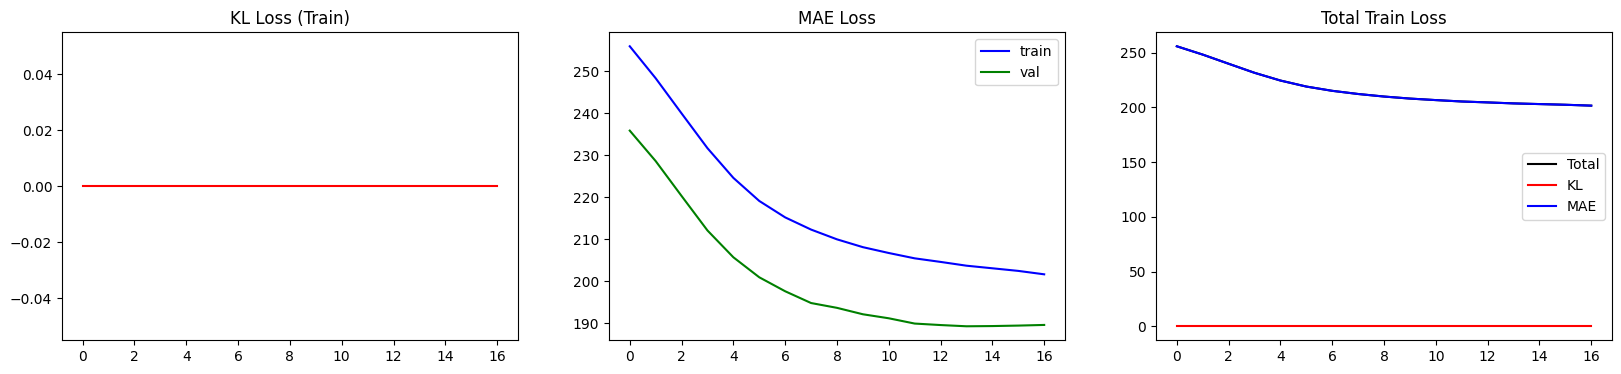 KL Loss (Train)
0.04
0.02
0.00
−0.02
−0.04
0 2 4 6 8 10 12 14 16
MAE Loss
train
val
250
240
230
220
210
200
190
0 2 4 6 8 10 12 14 16
Total Train Loss
250
200
150
100
50
0
Total
KL
MAE
0 2 4 6 8 10 12 14 16